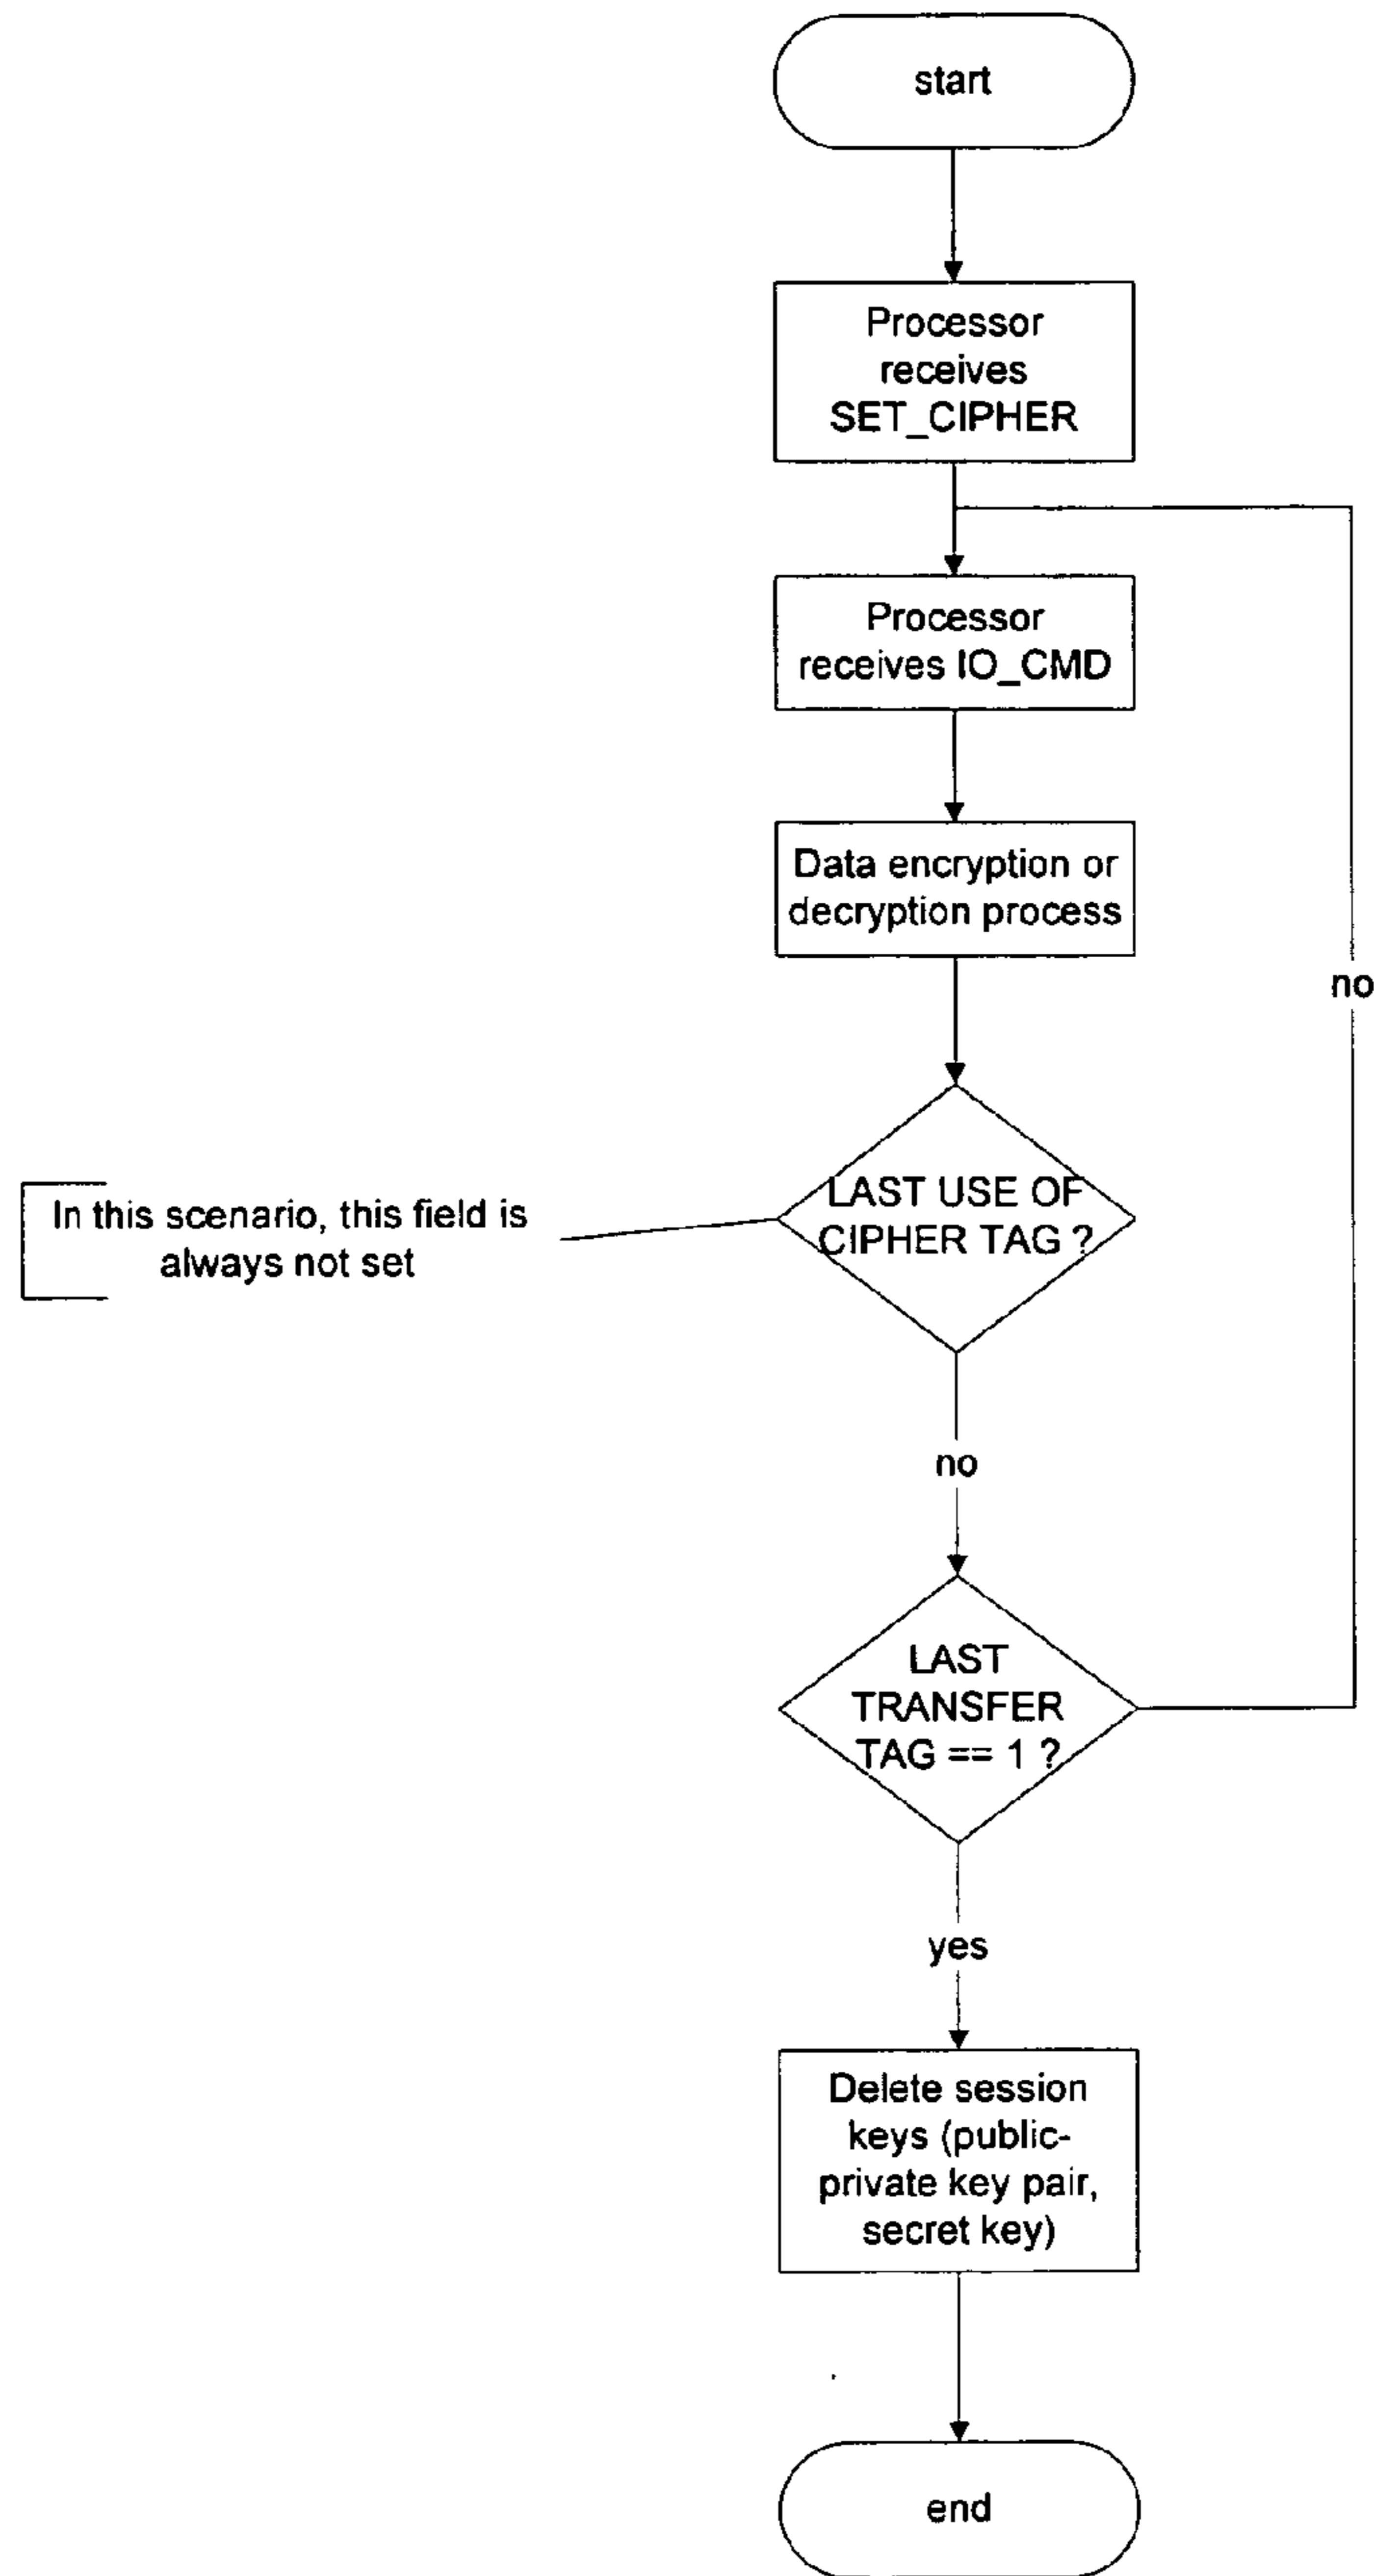 start
Processor
receives
SET_CIPHER
Processor
receives IO_CMD
Data encryption or
decryption process
no
LAST USE OF
CIPHER TAG ?
In this scenario, this field is
always not set
no
LAST
TRANSFER
TAG == 1 ?
yes
Delete session
keys (public-
private key pair,
secret key)
end